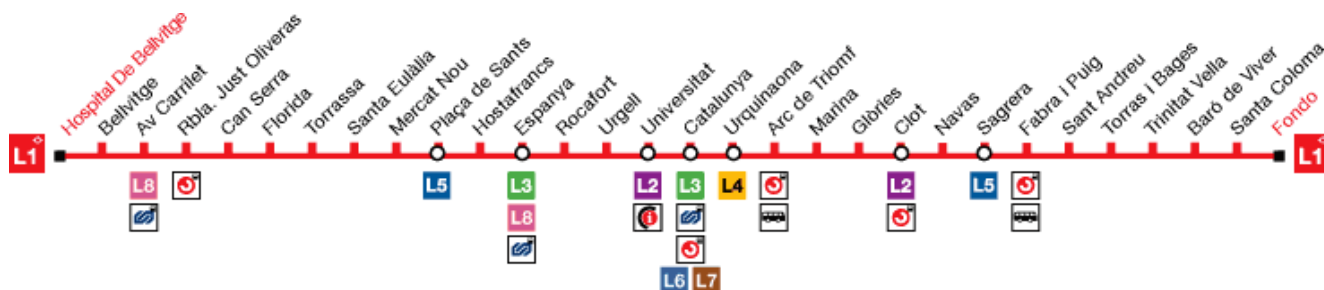 L1
Hospital De Bellvitge
Bellvitge
Av Carrilet
Rbla. Just Oliveras
Can Serra
Florida
Torrassa
Santa Eulàlia
Mercat Nou
Plaça de Sants
Hostafrancs
Espanya
Rocafort
Urgell
Universitat
Catalunya
Urquinaona
Arc de Triomf
Marina
Glòries
Clot
Navas
Sagrera
Fabra i Puig
Sant Andreu
Torras i Bages
Trinitat Vella
Baró de Viver
Santa Coloma
Fondo
L1
L8
L5
L3
L8
L2
L3
L6 L7
L4
L2
L5